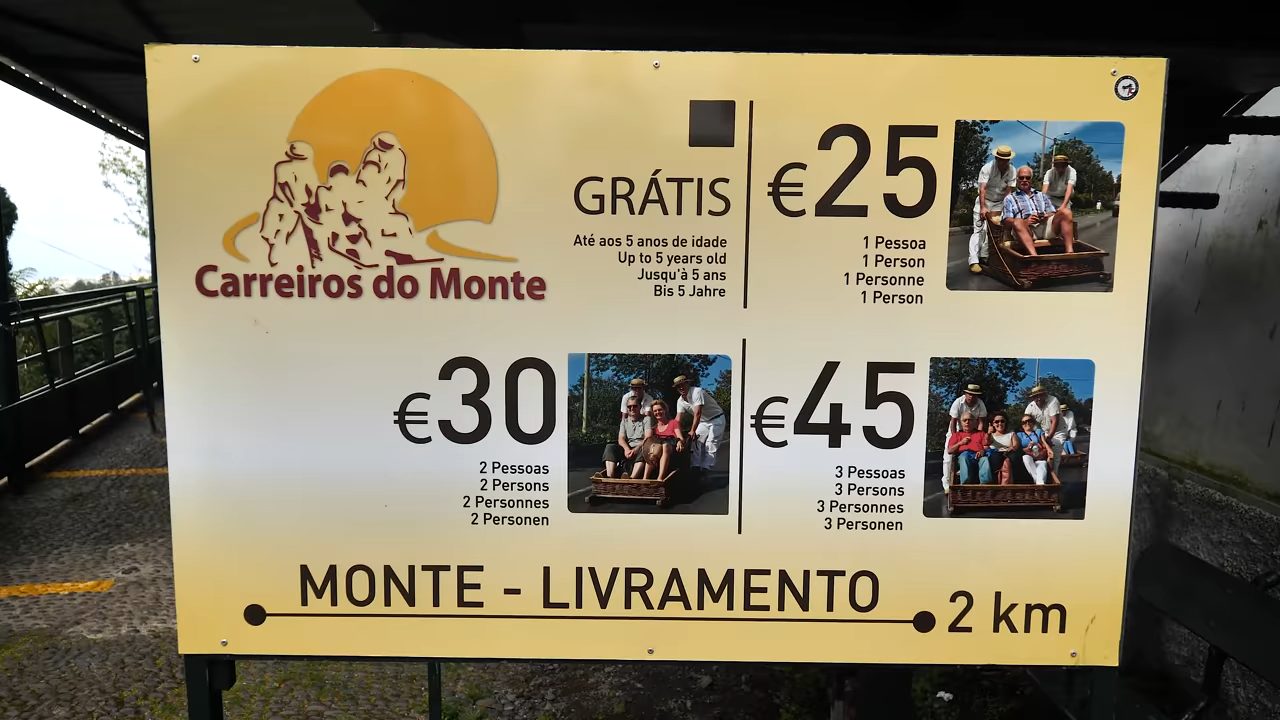 Carreiros do Monte
GRÁTIS
Até aos 5 anos de idade
Up to 5 years old
Jusqu'à 5 ans
Bis 5 Jahre
€25
1 Pessoa
1 Person
1 Personne
1 Person
€30
2 Pessoas
2 Persons
2 Personnes
2 Personen
€45
3 Pessoas
3 Persons
3 Personnes
3 Personen
MONTE - LIVRAMENTO
2 km